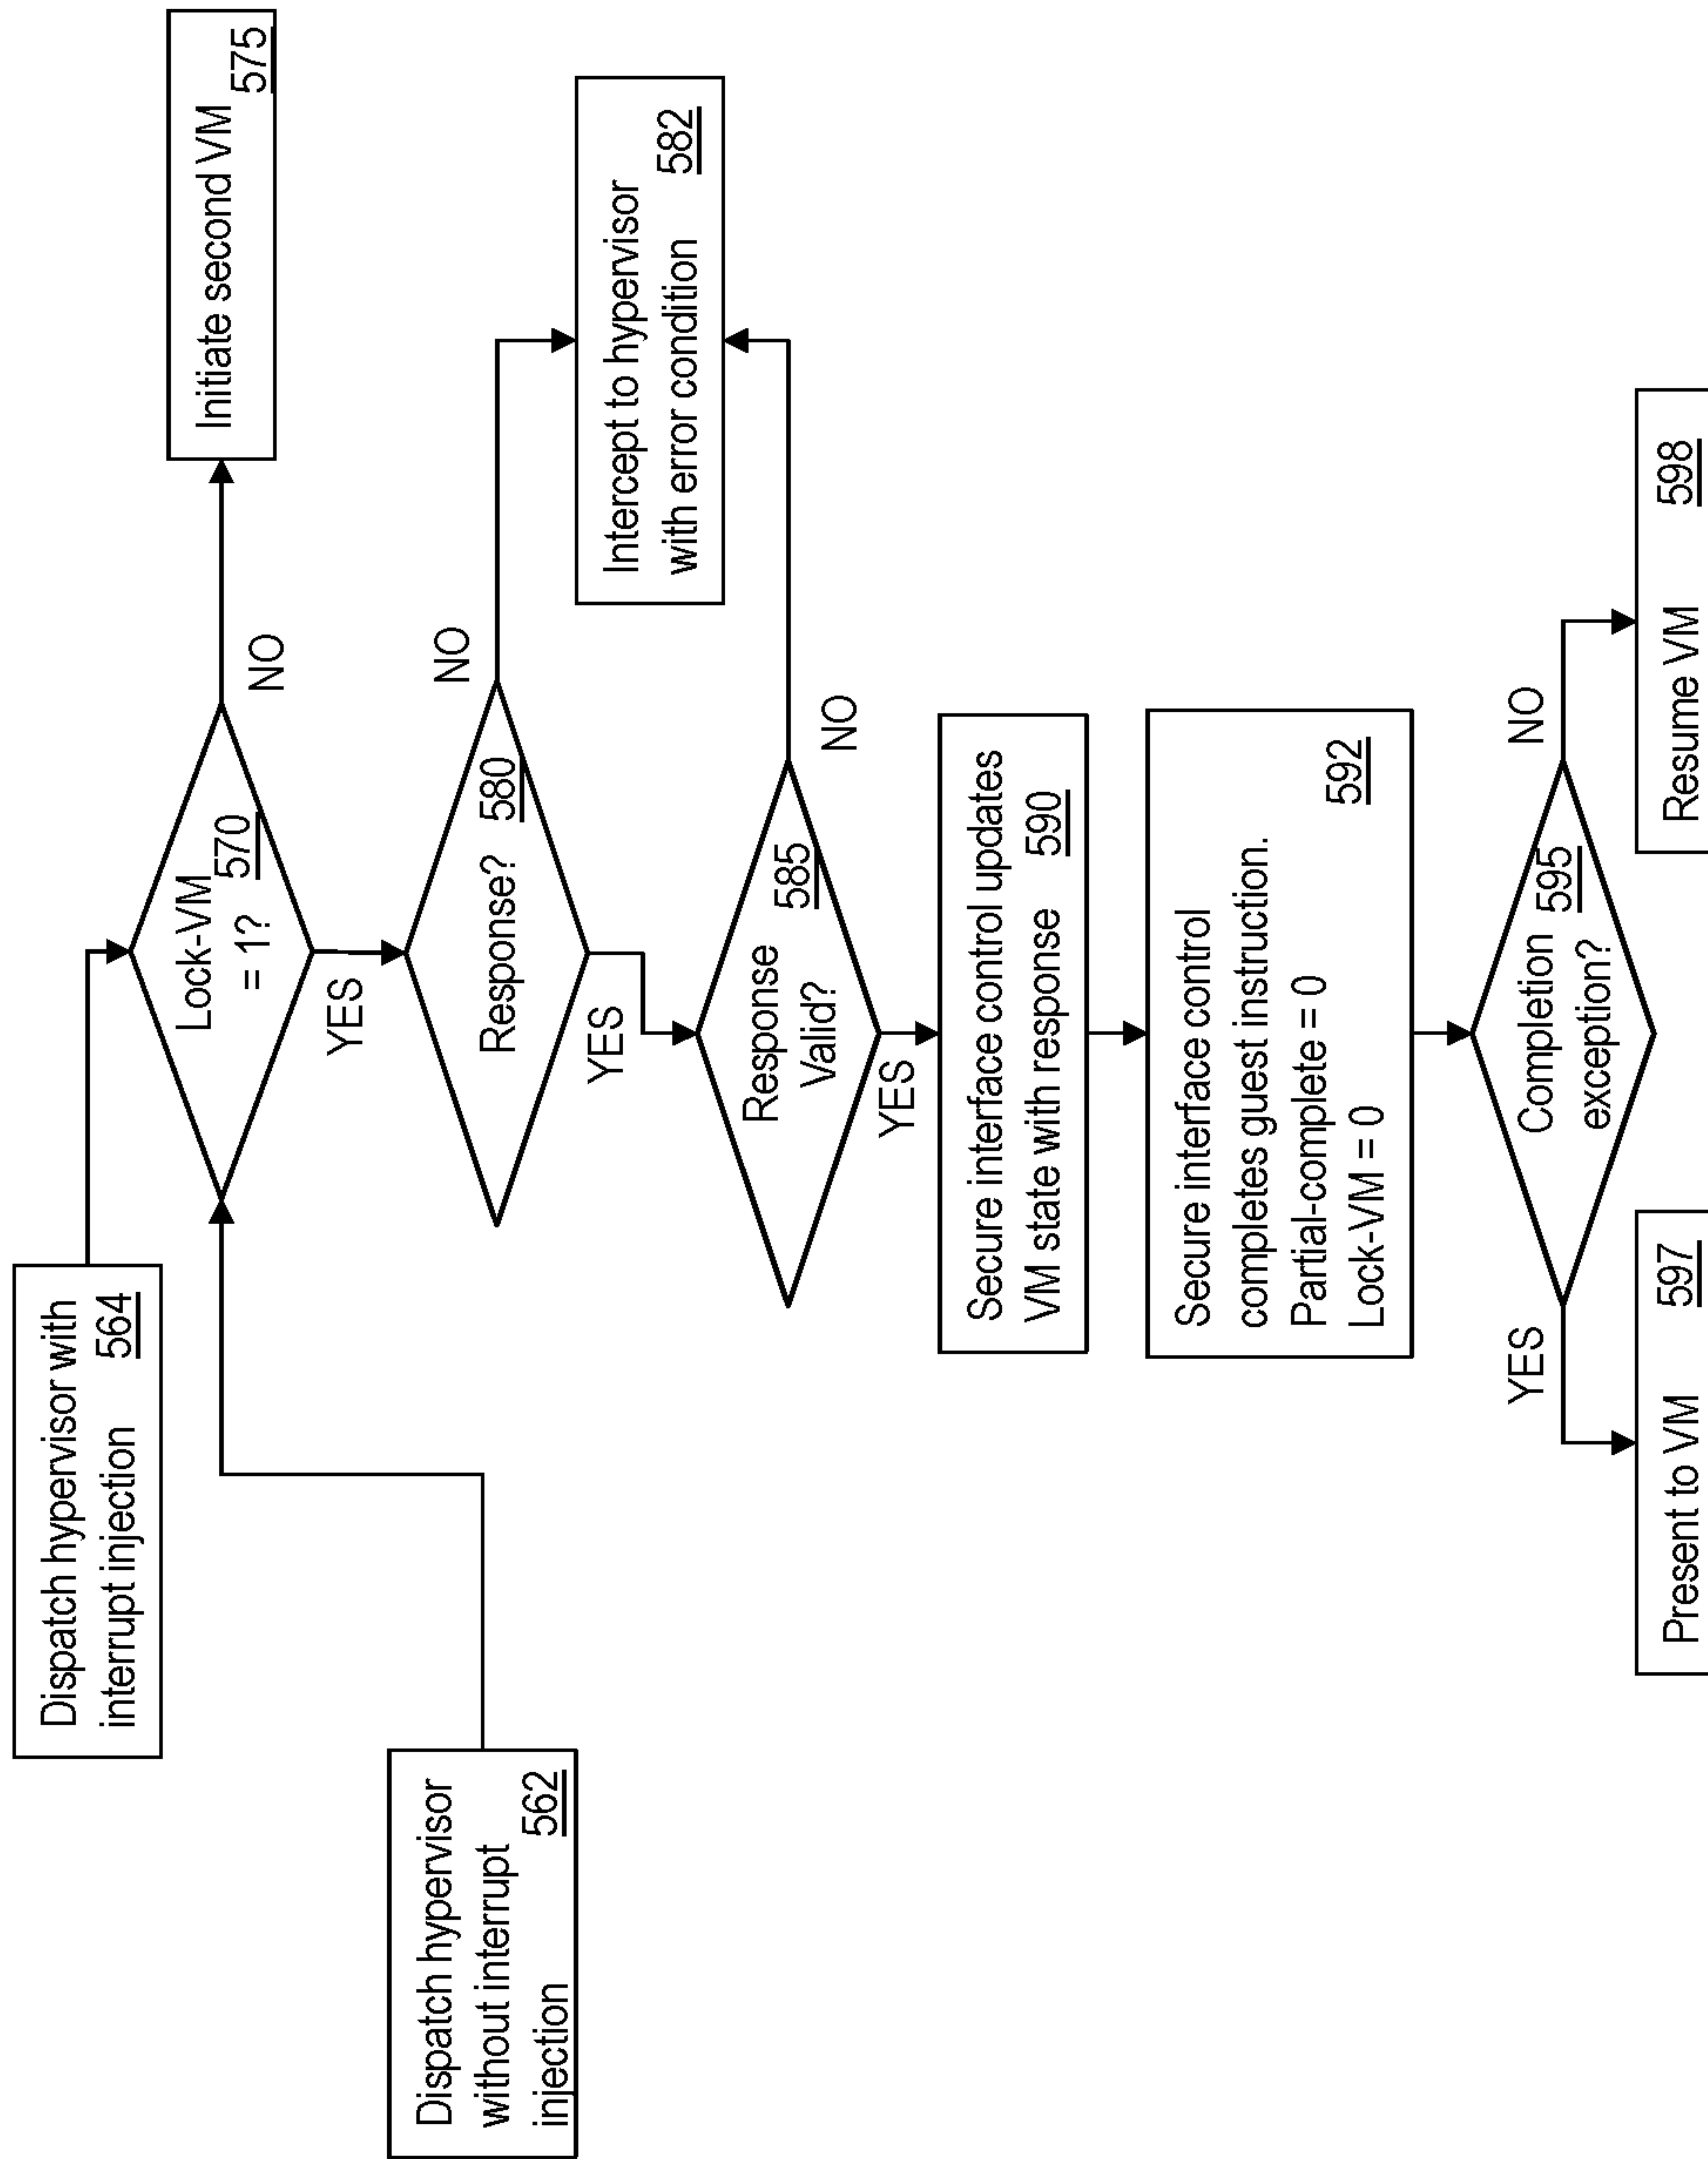 Dispatch hypervisor with
interrupt injection 564
Dispatch hypervisor
without interrupt
injection 562
Lock-VM
= 1? 570
NO
YES
Initiate second VM
575
Response? 580
NO
YES
Intercept to hypervisor
with error condition 582
Response
Valid? 585
NO
YES
Secure interface control updates
VM state with response 590
Secure interface control
completes guest instruction.
Partial-complete = 0
Lock-VM = 0 592
Completion
exception? 595
YES
NO
Present to VM 597
Resume VM 598